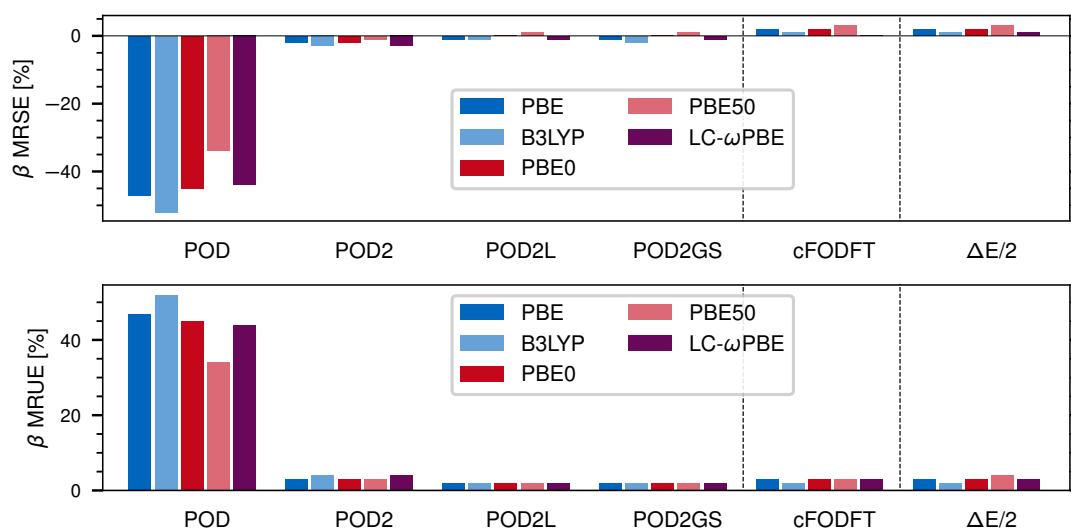 β MRSE [%]
0
−20
−40
PBE
B3LYP
PBE0
PBE50
LC-ωPBE
POD POD2 POD2L POD2GS cFODFT ΔE/2
β MRUE [%]
40
20
0
PBE
B3LYP
PBE0
PBE50
LC-ωPBE
POD POD2 POD2L POD2GS cFODFT ΔE/2